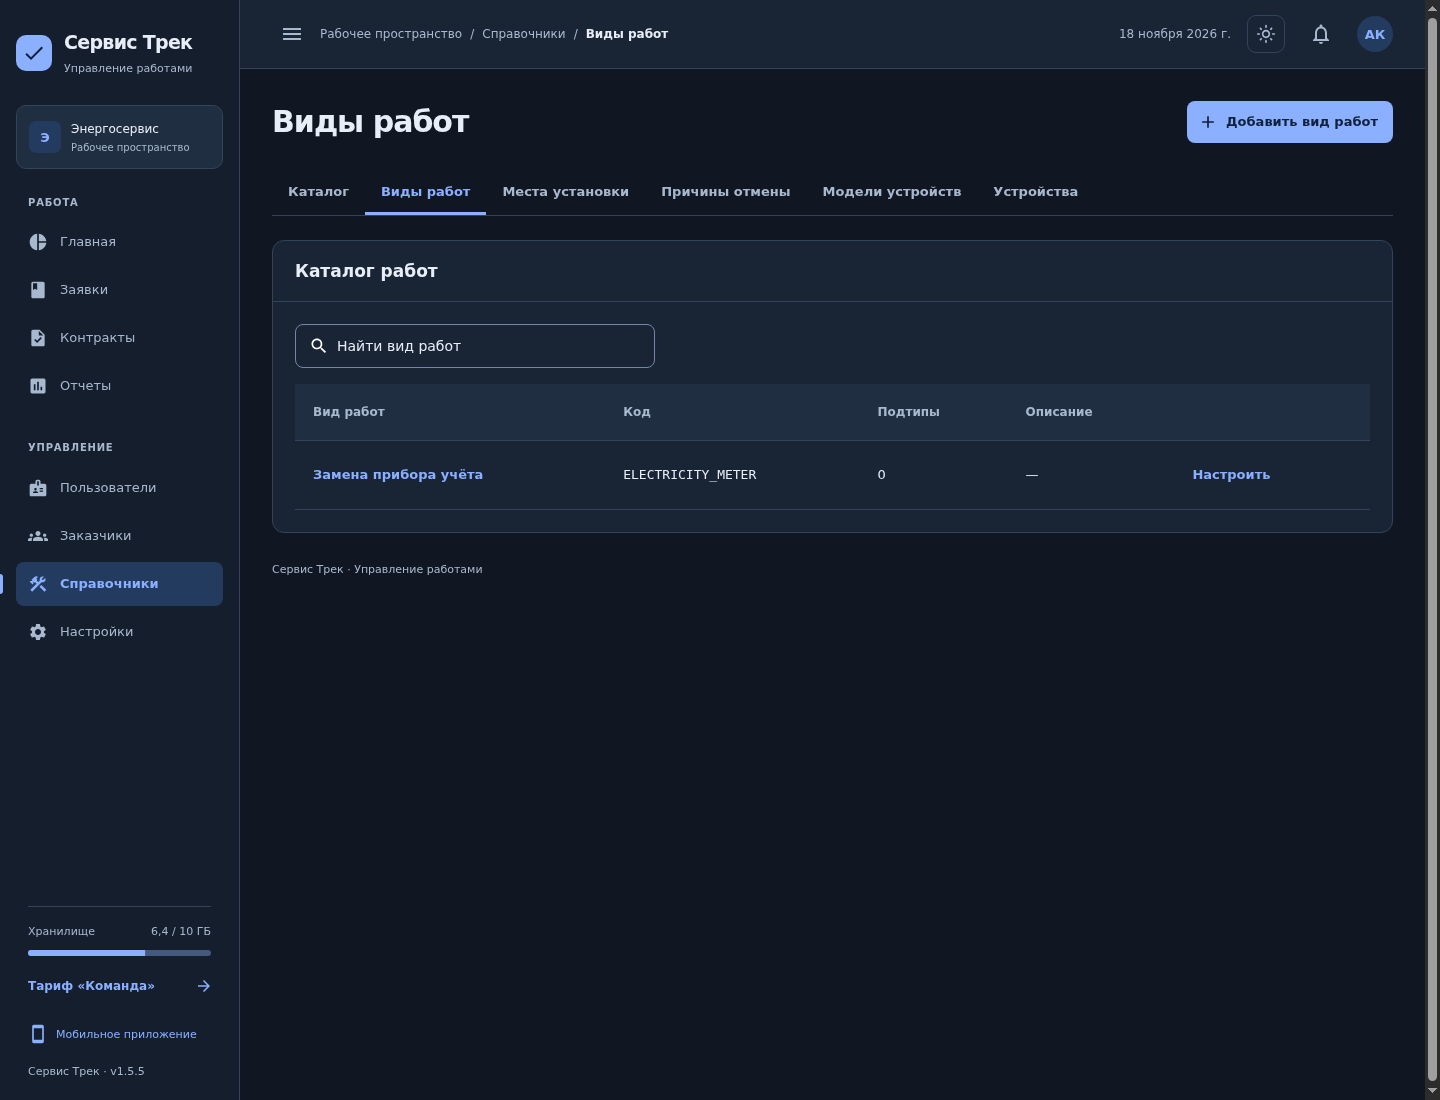 Сервис Трек
Управление работами
Э
Энергосервис
Рабочее пространство
РАБОТА
Главная
Заявки
Контракты
Отчеты
УПРАВЛЕНИЕ
Пользователи
Заказчики
Справочники
Настройки
Хранилище 6,4 / 10 ГБ
Тариф «Команда»
Мобильное приложение
Сервис Трек · v1.5.5
Рабочее пространство / Справочники / Виды работ
18 ноября 2026 г.
АК
Виды работ
Добавить вид работ
Каталог Виды работ Места установки Причины отмены Модели устройств Устройства
Каталог работ
Найти вид работ
Вид работ Код Подтипы Описание
Замена прибора учёта ELECTRICITY_METER 0 — Настроить
Сервис Трек · Управление работами